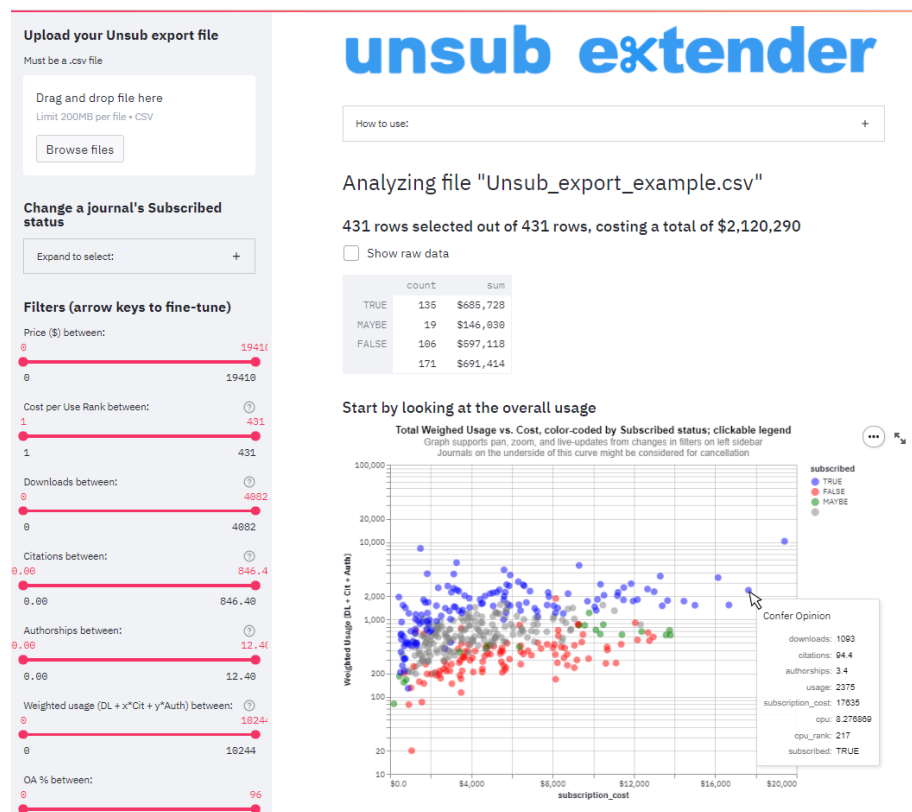 Upload your Unsub export file
Must be a .csv file
Drag and drop file here
Limit 200MB per file • CSV
Browse files
Change a journal's Subscribed
status
Expand to select:
+
Filters (arrow keys to fine-tune)
Price ($) between:
0 19410
0 19410
Cost per Use Rank between:
1 431
1 431
Downloads between:
0 4082
0 4082
Citations between:
0.00 846.4
0.00 846.40
Authorships between:
0.00 12.40
0.00 12.40
Weighted usage (DL + x*Cit + y*Auth) between:
0 10244
0 10244
OA % between:
0 96
unsub extender
How to use:
+
Analyzing file "Unsub_export_example.csv"
431 rows selected out of 431 rows, costing a total of $2,120,290
Show raw data
count sum
TRUE 135 $685,728
MAYBE 19 $146,030
FALSE 106 $597,118
171 $691,414
Start by looking at the overall usage
Total Weighed Usage vs. Cost, color-coded by Subscribed status; clickable legend
Graph supports pan, zoom, and live-updates from changes in filters on left sidebar
Journals on the underside of this curve might be considered for cancellation
Weighted Usage (DL + Cit + Auth)
100,000
20,000
10,000
2,000
1,000
200
100
20
10
$0.0 $4,000 $8,000 $12,000 $16,000 $20,000
subscription_cost
subscribed
TRUE
FALSE
MAYBE
Confer Opinion
downloads: 1093
citations: 94.4
authorships: 3.4
usage: 2375
subscription_cost: 17635
cpu: 8.276869
cpu_rank: 217
subscribed: TRUE